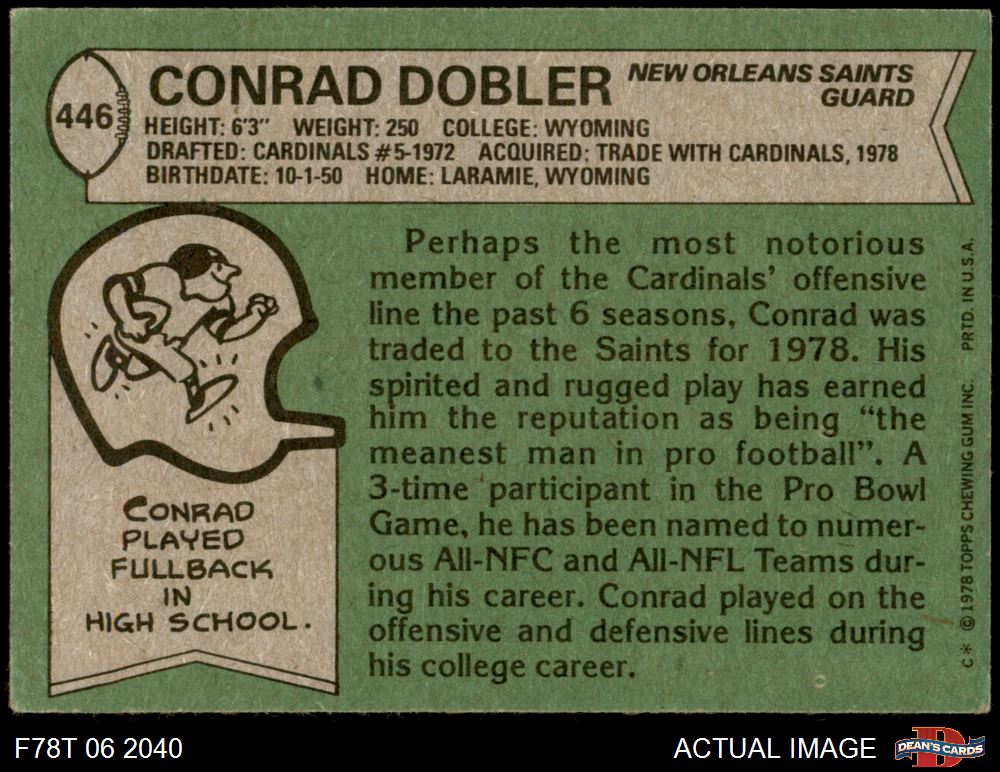 446
CONRAD DOBLER
NEW ORLEANS SAINTS
GUARD
HEIGHT: 6'3" WEIGHT: 250 COLLEGE: WYOMING
DRAFTED: CARDINALS #5-1972 ACQUIRED: TRADE WITH CARDINALS, 1978
BIRTHDATE: 10-1-50 HOME: LARAMIE, WYOMING
Perhaps the most notorious
member of the Cardinals' offensive
line the past 6 seasons, Conrad was
traded to the Saints for 1978. His
spirited and rugged play has earned
him the reputation as being "the
meanest man in pro football". A
3-time participant in the Pro Bowl
Game, he has been named to numer-
ous All-NFC and All-NFL Teams dur-
ing his career. Conrad played on the
offensive and defensive lines during
his college career.
CONRAD
PLAYED
FULLBACK
IN
HIGH SCHOOL.
C* © 1978 TOPPS CHEWING GUM INC. PRTD. IN U.S.A.
F78T 06 2040
ACTUAL IMAGE
D
DEAN'S CARDS